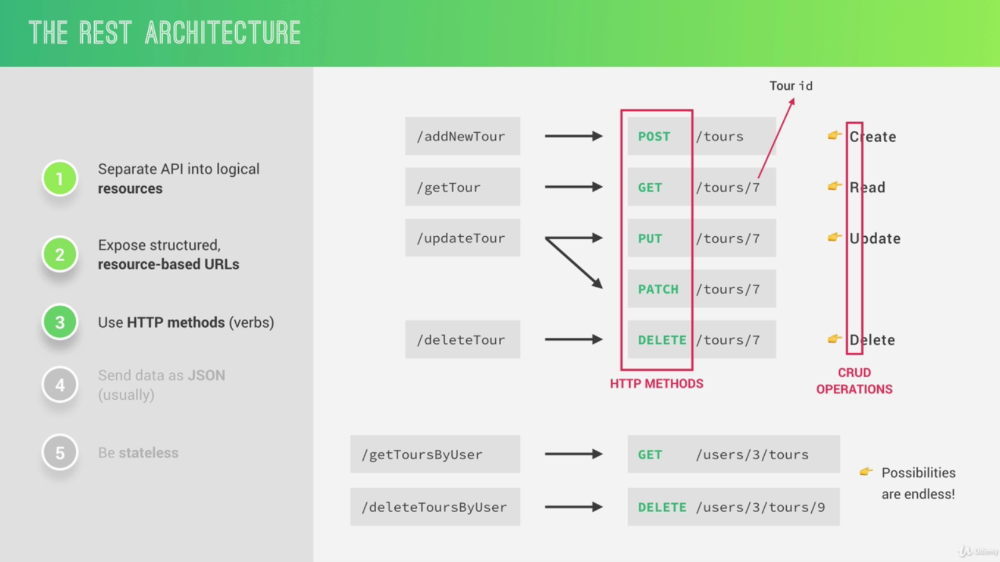 THE REST ARCHITECTURE
1
Separate API into logical
resources
2
Expose structured,
resource-based URLs
3
Use HTTP methods (verbs)
4
Send data as JSON
(usually)
5
Be stateless
Tour id
/addNewTour POST /tours Create
/getTour GET /tours/7 Read
/updateTour PUT /tours/7 Update
PATCH /tours/7
/deleteTour DELETE /tours/7 Delete
HTTP METHODS
CRUD
OPERATIONS
/getToursByUser GET /users/3/tours
/deleteToursByUser DELETE /users/3/tours/9
Possibilities
are endless!
Udemy